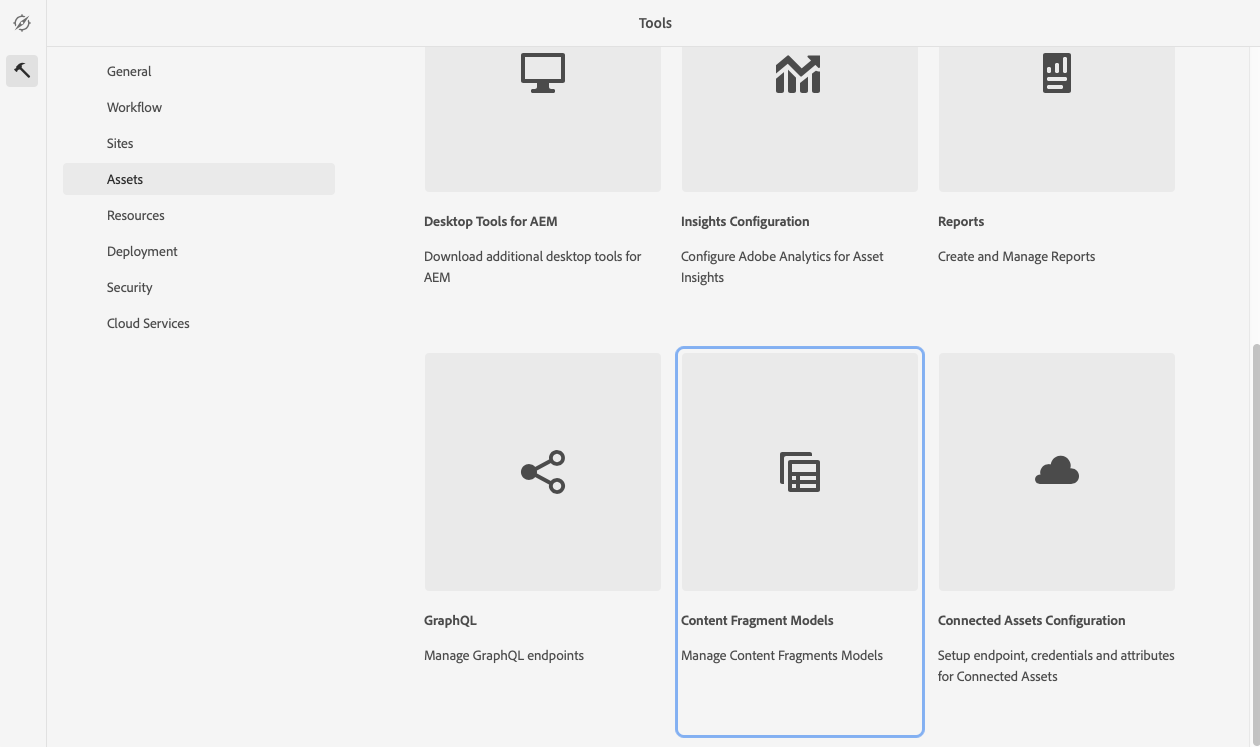 Tools
General
Workflow
Sites
Assets
Resources
Deployment
Security
Cloud Services
Desktop Tools for AEM
Download additional desktop tools for
AEM
Insights Configuration
Configure Adobe Analytics for Asset
Insights
Reports
Create and Manage Reports
GraphQL
Manage GraphQL endpoints
Content Fragment Models
Manage Content Fragments Models
Connected Assets Configuration
Setup endpoint, credentials and attributes
for Connected Assets